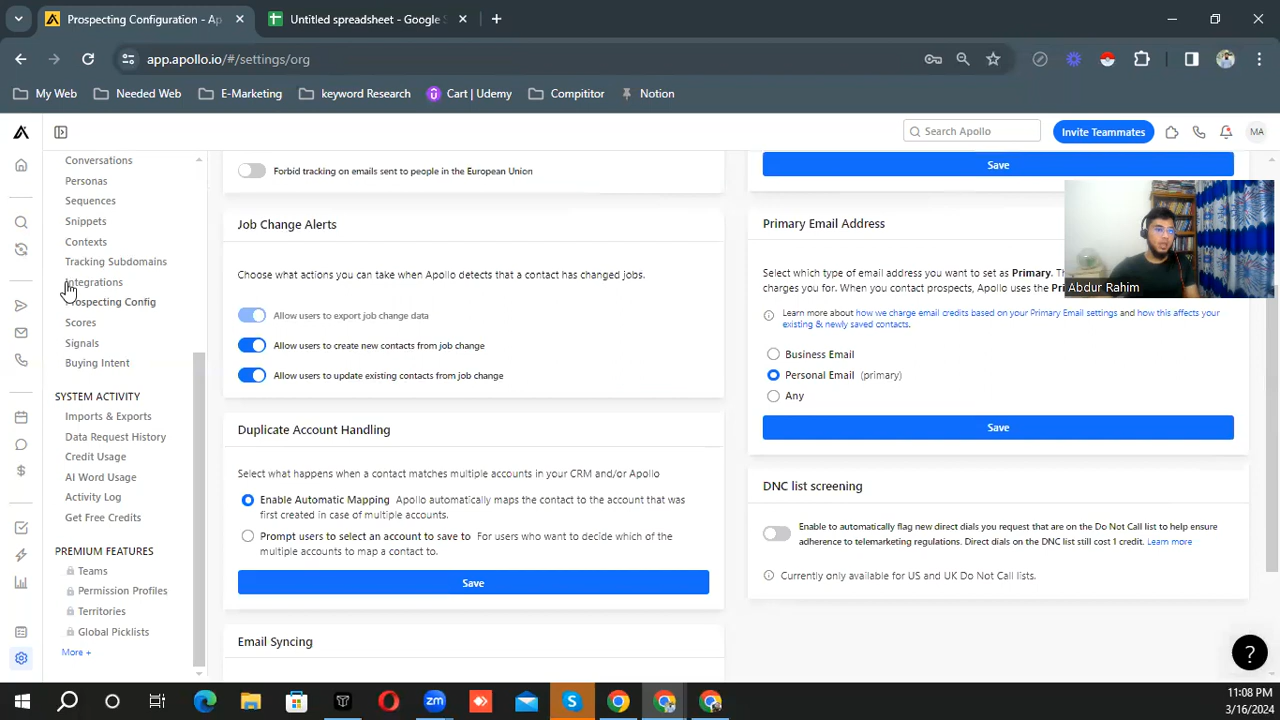 Prospecting Configuration - Ap
Untitled spreadsheet - Google S
app.apollo.io/#/settings/org
My Web
Needed Web
E-Marketing
keyword Research
Cart | Udemy
Compititor
Notion
Search Apollo
Invite Teammates
MA
Conversations
Personas
Sequences
Snippets
Contexts
Tracking Subdomains
Integrations
Prospecting Config
Scores
Signals
Buying Intent
SYSTEM ACTIVITY
Imports & Exports
Data Request History
Credit Usage
AI Word Usage
Activity Log
Get Free Credits
PREMIUM FEATURES
Teams
Permission Profiles
Territories
Global Picklists
More +
Forbid tracking on emails sent to people in the European Union
Job Change Alerts
Choose what actions you can take when Apollo detects that a contact has changed jobs.
Allow users to export job change data
Allow users to create new contacts from job change
Allow users to update existing contacts from job change
Duplicate Account Handling
Select what happens when a contact matches multiple accounts in your CRM and/or Apollo
Enable Automatic Mapping Apollo automatically maps the contact to the account that was
first created in case of multiple accounts.
Prompt users to select an account to save to For users who want to decide which of the
multiple accounts to map a contact to.
Save
Email Syncing
Save
Primary Email Address
Select which type of email address you want to set as Primary.
charges you for. When you contact prospects, Apollo uses the
Learn more about how we charge email credits based on your Primary Email settings and how this affects your
existing & newly saved contacts.
Business Email
Personal Email (primary)
Any
Save
DNC list screening
Enable to automatically flag new direct dials you request that are on the Do Not Call list to help ensure
adherence to telemarketing regulations. Direct dials on the DNC list still cost 1 credit. Learn more
Currently only available for US and UK Do Not Call lists.
Abdur Rahim
?
zm
S
11:08 PM
3/16/2024